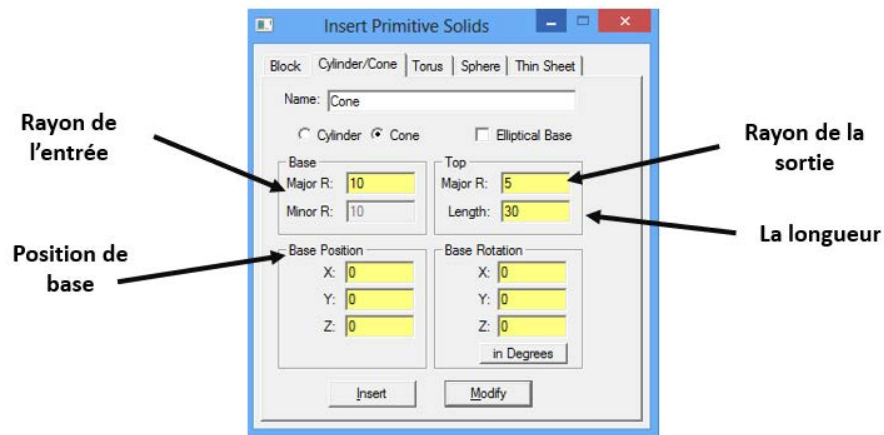 Insert Primitive Solids
Block Cylinder/Cone Torus Sphere Thin Sheet
Name: Cone
Cylinder Cone Elliptical Base
Base
Major R: 10
Minor R: 10
Top
Major R: 5
Length: 30
Base Position
X: 0
Y: 0
Z: 0
Base Rotation
X: 0
Y: 0
Z: 0
in Degrees
Insert Modify
Rayon de
l'entrée
Position de
base
Rayon de la
sortie
La longueur